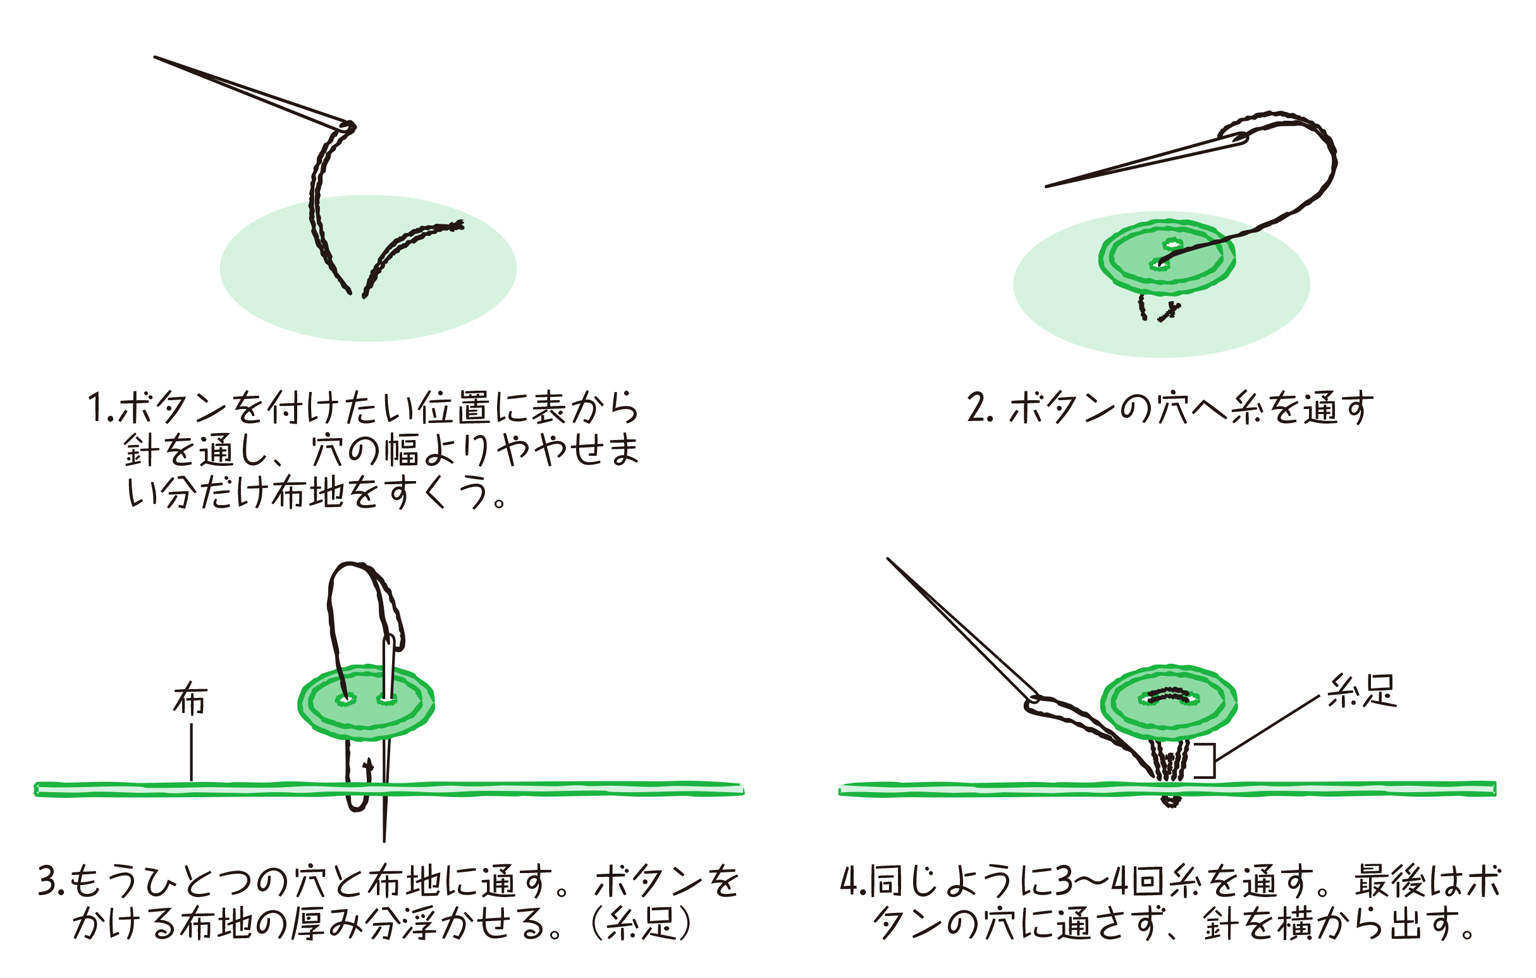 1.ボタンを付けたい位置に表から
針を通し、穴の幅よりややせま
い分だけ布地をすくう。
2. ボタンの穴へ糸を通す
布
3.もうひとつの穴と布地に通す。ボタンを
かける布地の厚み分浮かせる。（糸足）
糸足
4.同じように3〜4回糸を通す。最後はボ
タンの穴に通さず、針を横から出す。